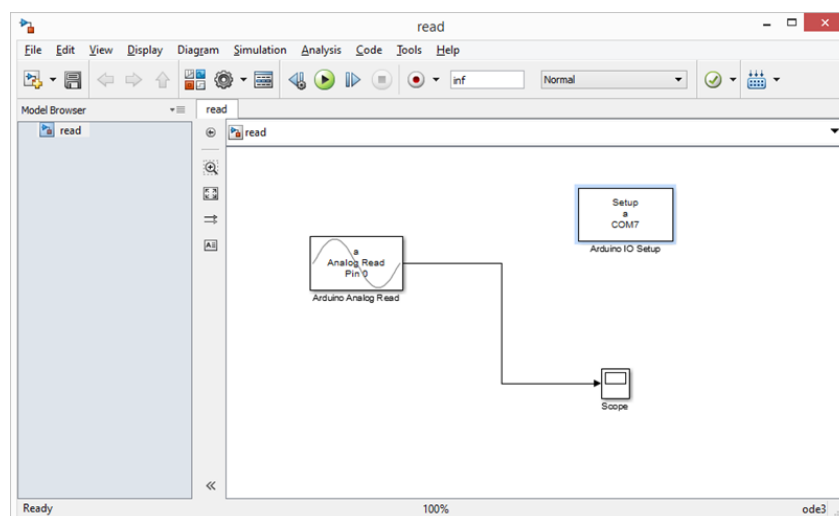 read
File Edit View Display Diagram Simulation Analysis Code Tools Help
inf Normal
Model Browser read
read read
Setup
a
COM7
Arduino IO Setup
a
Analog Read
Pin 0
Arduino Analog Read
Scope
Ready 100% ode3